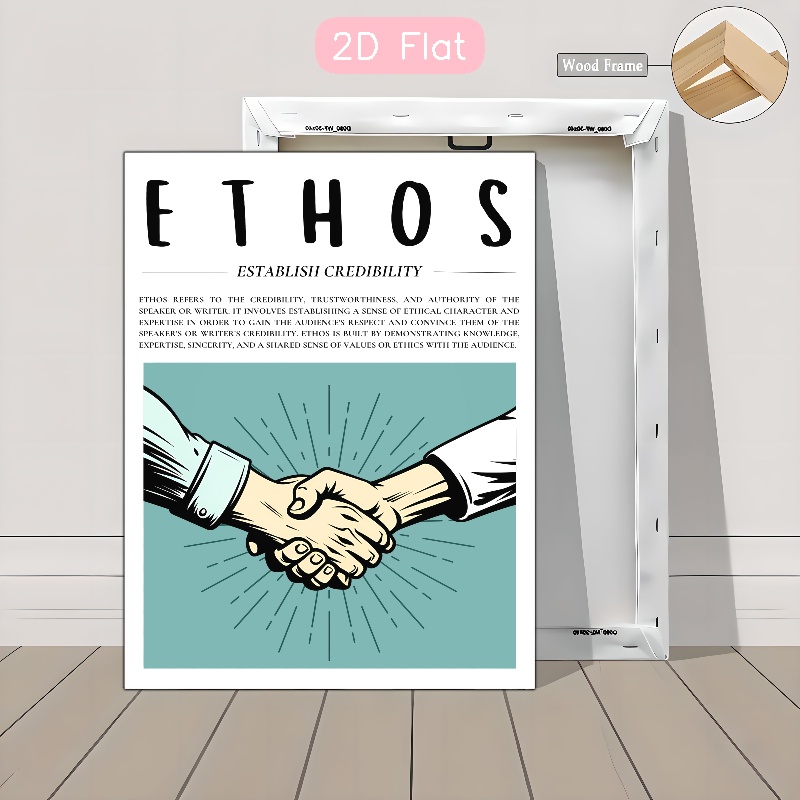 2D Flat
Wood Frame
ETHOS
ESTABLISH CREDIBILITY
ETHOS REFERS TO THE CREDIBILITY, TRUSTWORTHINESS, AND AUTHORITY OF THE
SPEAKER OR WRITER. IT INVOLVES ESTABLISHING A SENSE OF ETHICAL CHARACTER AND
EXPERTISE IN ORDER TO GAIN THE AUDIENCE'S RESPECT AND CONVINCE THEM OF THE
SPEAKER'S OR WRITER'S CREDIBILITY. ETHOS IS BUILT BY DEMONSTRATING KNOWLEDGE,
EXPERTISE, SINCERITY, AND A SHARED SENSE OF VALUES OR ETHICS WITH THE AUDIENCE.